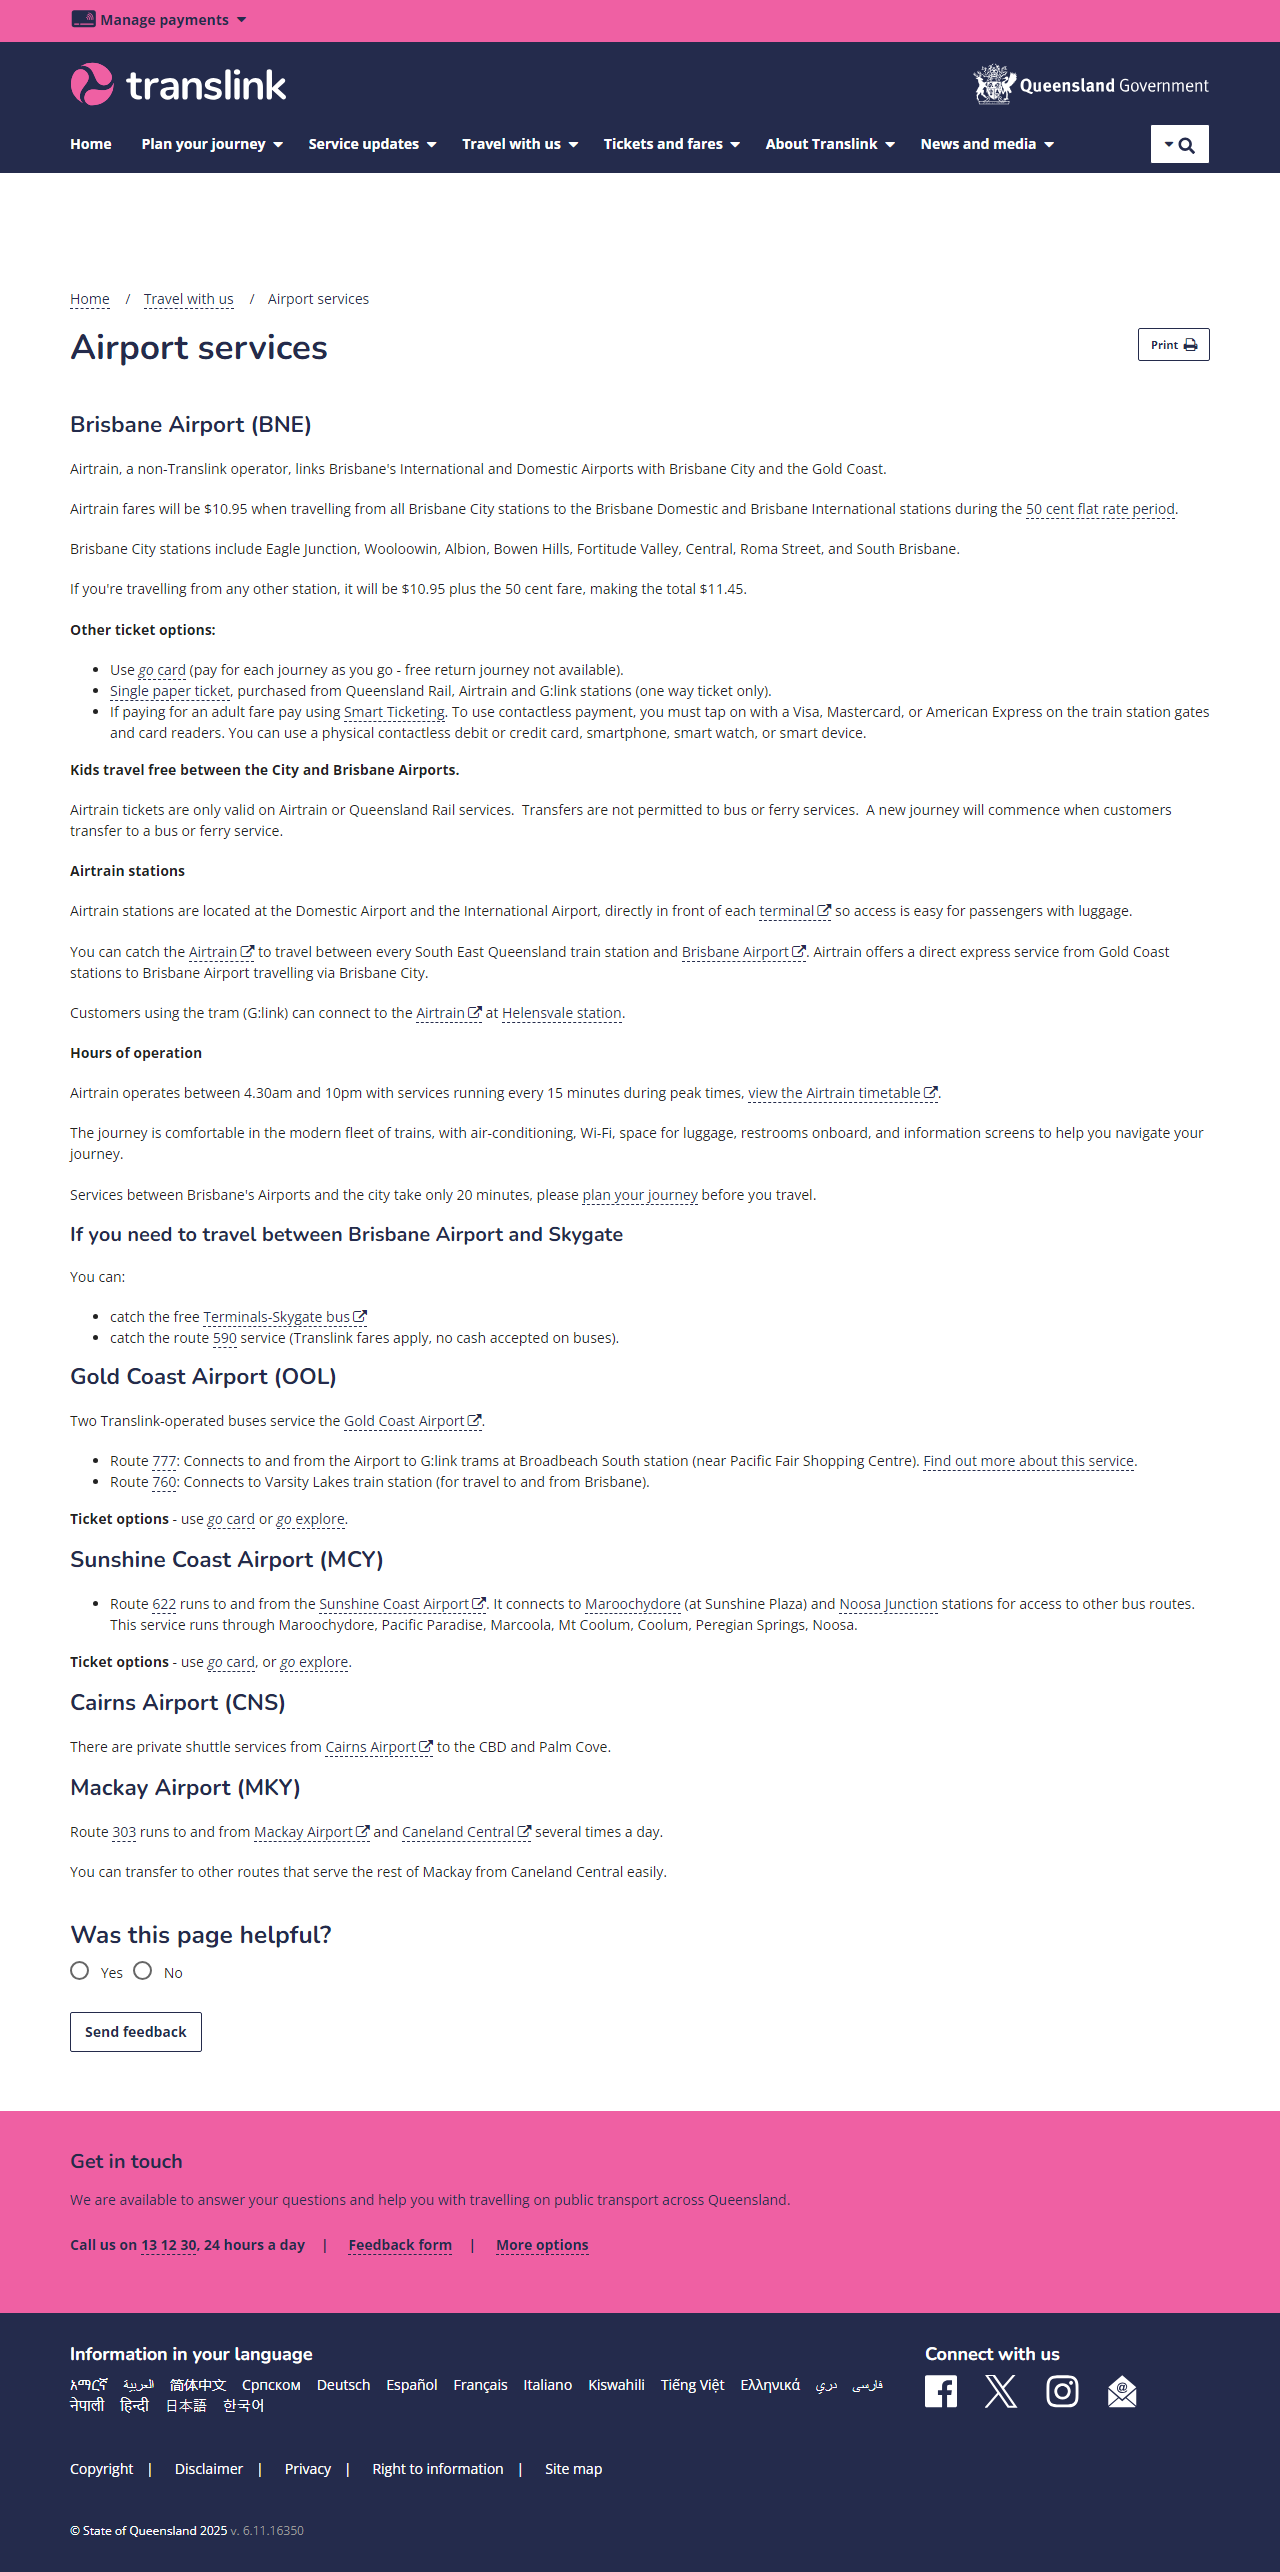 Manage payments
translink
Queensland Government
Home Plan your journey Service updates Travel with us Tickets and fares About Translink News and media
Home / Travel with us / Airport services
Airport services
Print
Brisbane Airport (BNE)
Airtrain, a non-Translink operator, links Brisbane's International and Domestic Airports with Brisbane City and the Gold Coast.
Airtrain fares will be $10.95 when travelling from all Brisbane City stations to the Brisbane Domestic and Brisbane International stations during the 50 cent flat rate period.
Brisbane City stations include Eagle Junction, Wooloowin, Albion, Bowen Hills, Fortitude Valley, Central, Roma Street, and South Brisbane.
If you're travelling from any other station, it will be $10.95 plus the 50 cent fare, making the total $11.45.
Other ticket options:
• Use go card (pay for each journey as you go - free return journey not available).
• Single paper ticket, purchased from Queensland Rail, Airtrain and G:link stations (one way ticket only).
• If paying for an adult fare pay using Smart Ticketing. To use contactless payment, you must tap on with a Visa, Mastercard, or American Express on the train station gates
and card readers. You can use a physical contactless debit or credit card, smartphone, smart watch, or smart device.
Kids travel free between the City and Brisbane Airports.
Airtrain tickets are only valid on Airtrain or Queensland Rail services. Transfers are not permitted to bus or ferry services. A new journey will commence when customers
transfer to a bus or ferry service.
Airtrain stations
Airtrain stations are located at the Domestic Airport and the International Airport, directly in front of each terminal so access is easy for passengers with luggage.
You can catch the Airtrain to travel between every South East Queensland train station and Brisbane Airport. Airtrain offers a direct express service from Gold Coast
stations to Brisbane Airport travelling via Brisbane City.
Customers using the tram (G:link) can connect to the Airtrain at Helensvale station.
Hours of operation
Airtrain operates between 4.30am and 10pm with services running every 15 minutes during peak times, view the Airtrain timetable.
The journey is comfortable in the modern fleet of trains, with air-conditioning, Wi-Fi, space for luggage, restrooms onboard, and information screens to help you navigate your
journey.
Services between Brisbane's Airports and the city take only 20 minutes, please plan your journey before you travel.
If you need to travel between Brisbane Airport and Skygate
You can:
• catch the free Terminals-Skygate bus
• catch the route 590 service (Translink fares apply, no cash accepted on buses).
Gold Coast Airport (OOL)
Two Translink-operated buses service the Gold Coast Airport.
• Route 777: Connects to and from the Airport to G:link trams at Broadbeach South station (near Pacific Fair Shopping Centre). Find out more about this service.
• Route 760: Connects to Varsity Lakes train station (for travel to and from Brisbane).
Ticket options - use go card or go explore.
Sunshine Coast Airport (MCY)
• Route 622 runs to and from the Sunshine Coast Airport. It connects to Maroochydore (at Sunshine Plaza) and Noosa Junction stations for access to other bus routes.
This service runs through Maroochydore, Pacific Paradise, Marcoola, Mt Coolum, Coolum, Peregian Springs, Noosa.
Ticket options - use go card, or go explore.
Cairns Airport (CNS)
There are private shuttle services from Cairns Airport to the CBD and Palm Cove.
Mackay Airport (MKY)
Route 303 runs to and from Mackay Airport and Caneland Central several times a day.
You can transfer to other routes that serve the rest of Mackay from Caneland Central easily.
Was this page helpful?
Yes No
Send feedback
Get in touch
We are available to answer your questions and help you with travelling on public transport across Queensland.
Call us on 13 12 30, 24 hours a day | Feedback form | More options
Information in your language
አማርኛ العربية 简体中文 Српском Deutsch Español Français Italiano Kiswahili Tiếng Việt Ελληνικά دري فارسی
नेपाली हिन्दी 日本語 한국어
Connect with us
Copyright | Disclaimer | Privacy | Right to information | Site map
© State of Queensland 2025 v. 6.11.16350